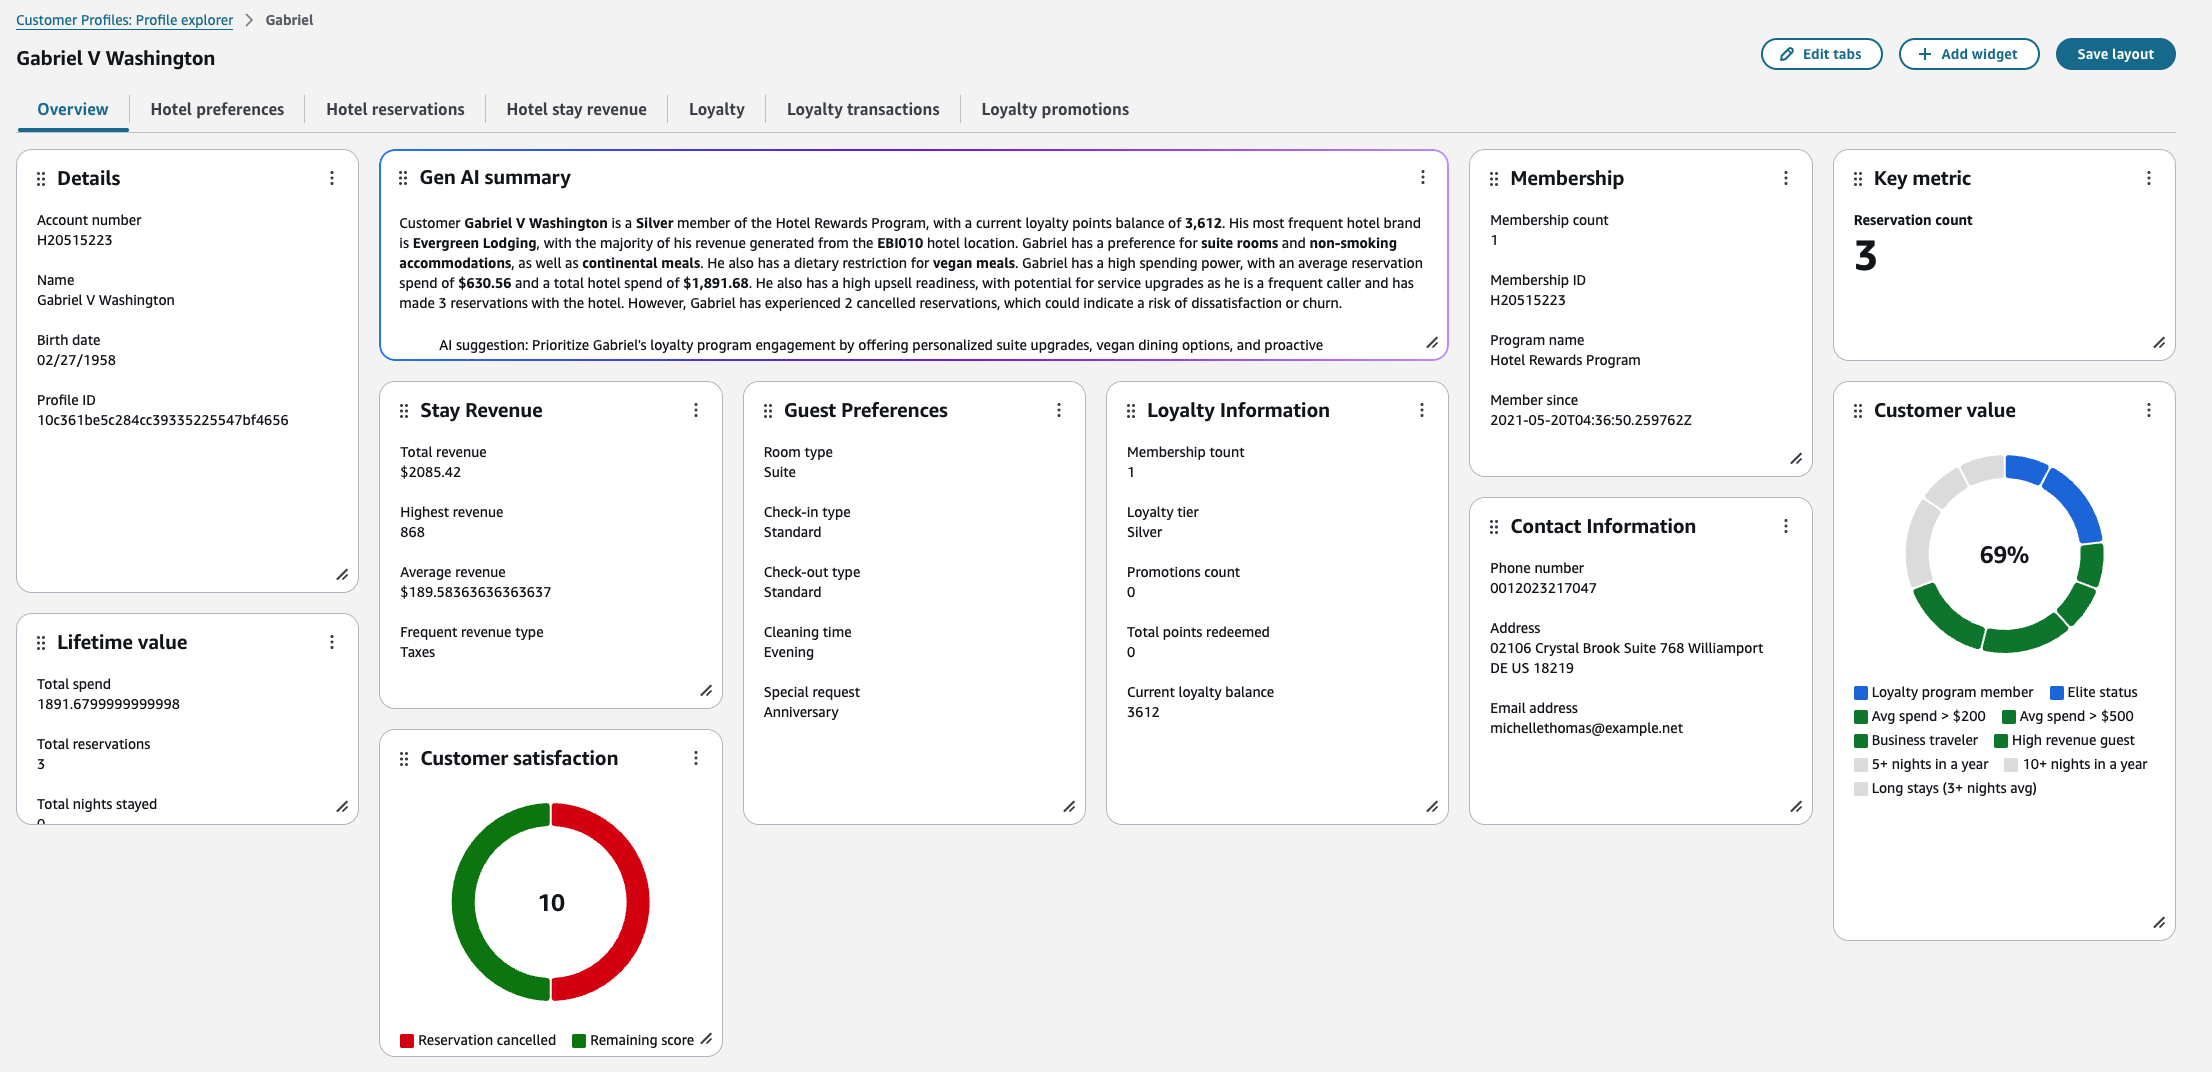 Customer Profiles: Profile explorer > Gabriel
Gabriel V Washington
Edit tabs
+ Add widget
Save layout
Overview
Hotel preferences
Hotel reservations
Hotel stay revenue
Loyalty
Loyalty transactions
Loyalty promotions
Details
Account number
H20515223
Name
Gabriel V Washington
Birth date
02/27/1958
Profile ID
10c361be5c284cc39335225547bf4656
Lifetime value
Total spend
1891.6799999999998
Total reservations
3
Total nights stayed
Gen AI summary
Customer Gabriel V Washington is a Silver member of the Hotel Rewards Program, with a current loyalty points balance of 3,612. His most frequent hotel brand
is Evergreen Lodging, with the majority of his revenue generated from the EBI010 hotel location. Gabriel has a preference for suite rooms and non-smoking
accommodations, as well as continental meals. He also has a dietary restriction for vegan meals. Gabriel has a high spending power, with an average reservation
spend of $630.56 and a total hotel spend of $1,891.68. He also has a high upsell readiness, with potential for service upgrades as he is a frequent caller and has
made 3 reservations with the hotel. However, Gabriel has experienced 2 cancelled reservations, which could indicate a risk of dissatisfaction or churn.
AI suggestion: Prioritize Gabriel's loyalty program engagement by offering personalized suite upgrades, vegan dining options, and proactive
Stay Revenue
Total revenue
$2085.42
Highest revenue
868
Average revenue
$189.58363636363637
Frequent revenue type
Taxes
Customer satisfaction
10
Reservation cancelled
Remaining score
Guest Preferences
Room type
Suite
Check-in type
Standard
Check-out type
Standard
Cleaning time
Evening
Special request
Anniversary
Loyalty Information
Membership tount
1
Loyalty tier
Silver
Promotions count
0
Total points redeemed
0
Current loyalty balance
3612
Membership
Membership count
1
Membership ID
H20515223
Program name
Hotel Rewards Program
Member since
2021-05-20T04:36:50.259762Z
Contact Information
Phone number
0012023217047
Address
02106 Crystal Brook Suite 768 Williamport
DE US 18219
Email address
michellethomas@example.net
Key metric
Reservation count
3
Customer value
69%
Loyalty program member
Elite status
Avg spend > $200
Avg spend > $500
Business traveler
High revenue guest
5+ nights in a year
10+ nights in a year
Long stays (3+ nights avg)